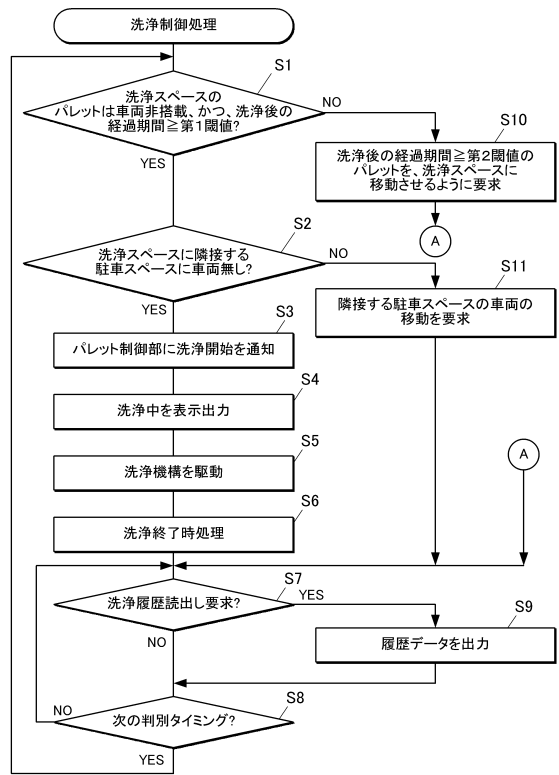 洗浄制御処理
S1
洗浄スペースの
パレットは車両非搭載、かつ、洗浄後の
経過期間≧第1閾値?
NO
YES
S10
洗浄後の経過期間≧第2閾値の
パレットを、洗浄スペースに
移動させるように要求
A
S2
洗浄スペースに隣接する
駐車スペースに車両無し?
NO
YES
S11
隣接する駐車スペースの車両の
移動を要求
S3
パレット制御部に洗浄開始を通知
S4
洗浄中を表示出力
S5
洗浄機構を駆動
A
S6
洗浄終了時処理
S7
洗浄履歴読出し要求?
YES
NO
S9
履歴データを出力
S8
次の判別タイミング?
NO
YES